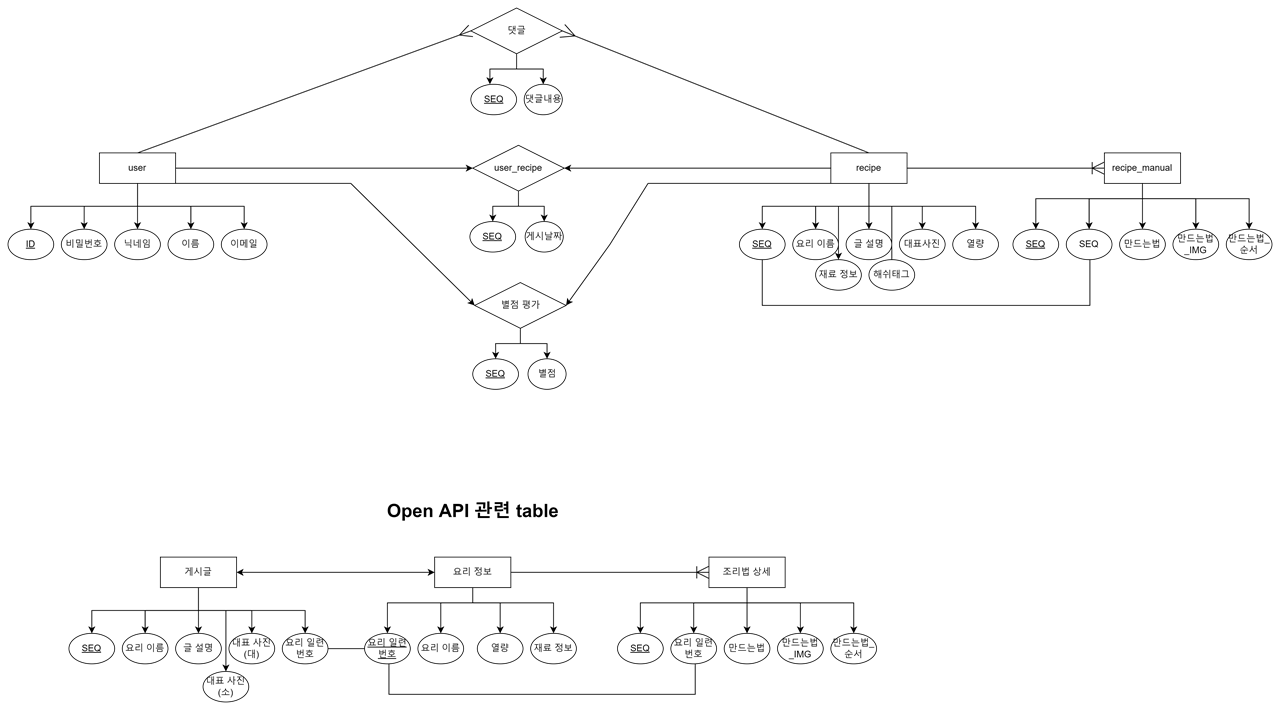 댓글
SEQ
댓글내용
user
user_recipe
recipe
recipe_manual
ID
비밀번호
닉네임
이름
이메일
SEQ
게시날짜
SEQ
요리 이름
글 설명
대표사진
열량
재료 정보
해쉬태그
SEQ
SEQ
만드는법
만드는법
_IMG
만드는법_
순서
별점 평가
SEQ
별점
Open API 관련 table
게시글
요리 정보
조리법 상세
SEQ
요리 이름
글 설명
대표 사진
(대)
요리 일련
번호
대표 사진
(소)
요리 일련
번호
요리 이름
열량
재료 정보
SEQ
요리 일련
번호
만드는법
만드는법
_IMG
만드는법_
순서